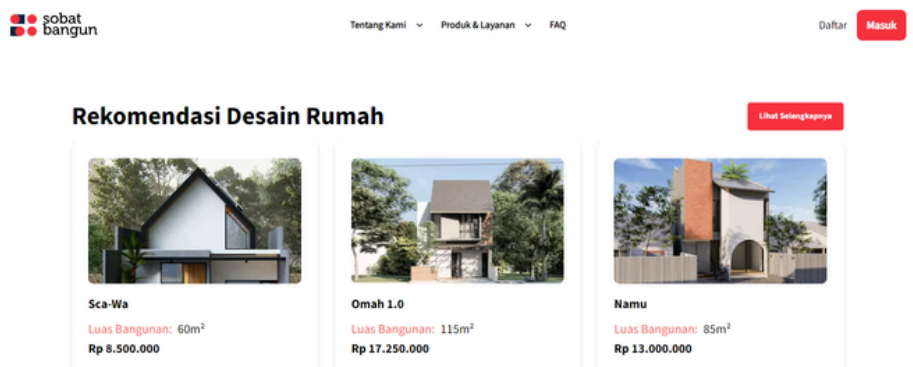 sobat
bangun
Tentang Kami
Produk & Layanan
FAQ
Daftar
Masuk
Rekomendasi Desain Rumah
Lihat Selengkapnya
Sca-Wa
Luas Bangunan: 60m²
Rp 8.500.000
Omah 1.0
Luas Bangunan: 115m²
Rp 17.250.000
Namu
Luas Bangunan: 85m²
Rp 13.000.000